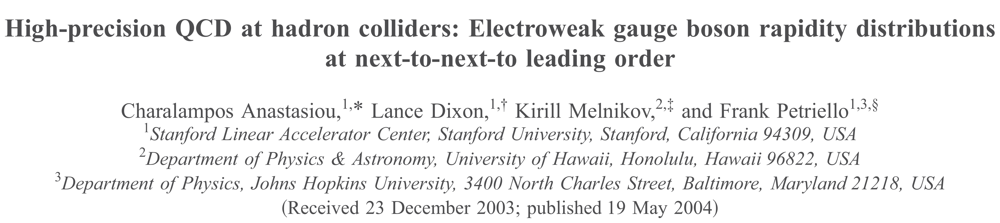 High-precision QCD at hadron colliders: Electroweak gauge boson rapidity distributions
at next-to-next-to leading order
Charalampos Anastasiou,1,* Lance Dixon,1,† Kirill Melnikov,2,‡ and Frank Petriello1,3,§
1Stanford Linear Accelerator Center, Stanford University, Stanford, California 94309, USA
2Department of Physics & Astronomy, University of Hawaii, Honolulu, Hawaii 96822, USA
3Department of Physics, Johns Hopkins University, 3400 North Charles Street, Baltimore, Maryland 21218, USA
(Received 23 December 2003; published 19 May 2004)